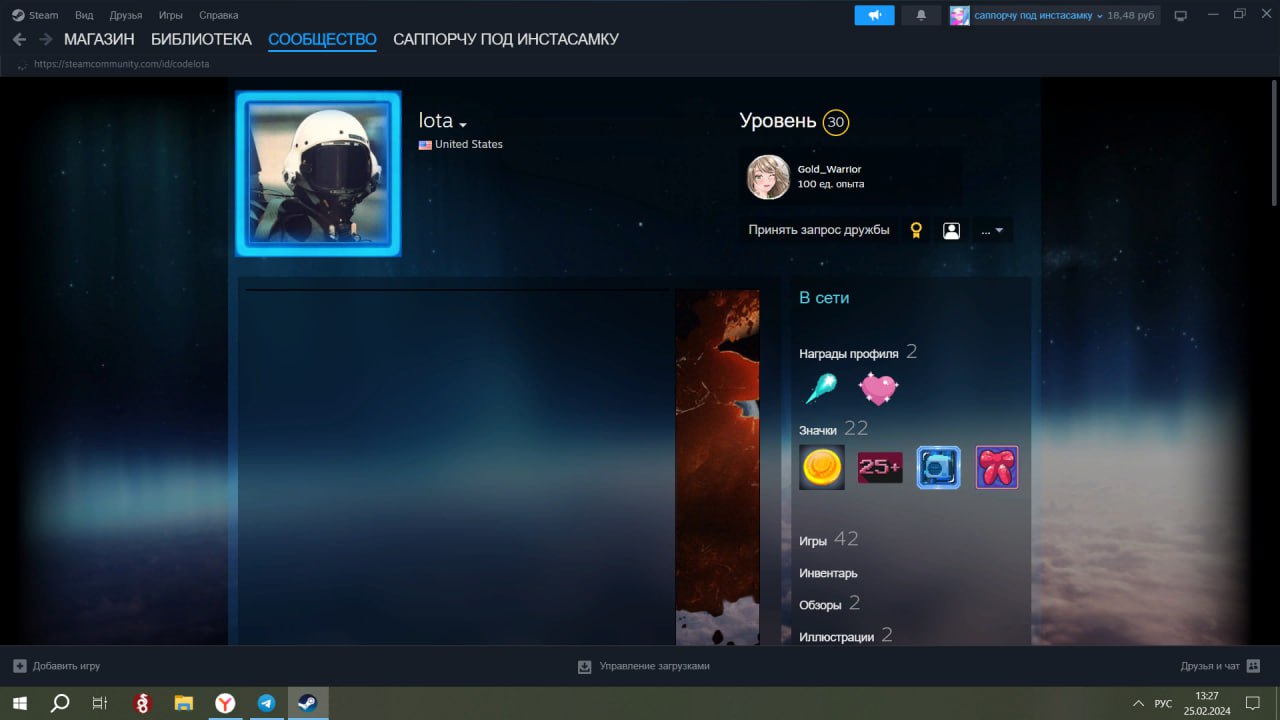 Steam Вид Друзья Игры Справка
саппорчу под инстасамку 18,48 руб
МАГАЗИН БИБЛИОТЕКА СООБЩЕСТВО САППОРЧУ ПОД ИНСТАСАМКУ
https://steamcommunity.com/id/codelota
lota
United States
Уровень 30
Gold_Warrior
100 ед. опыта
Принять запрос дружбы ...
В сети
Награды профиля 2
Значки 22
25+
Игры 42
Инвентарь
Обзоры 2
Иллюстрации 2
Добавить игру
Управление загрузками
Друзья и чат
РУС
13:27
25.02.2024